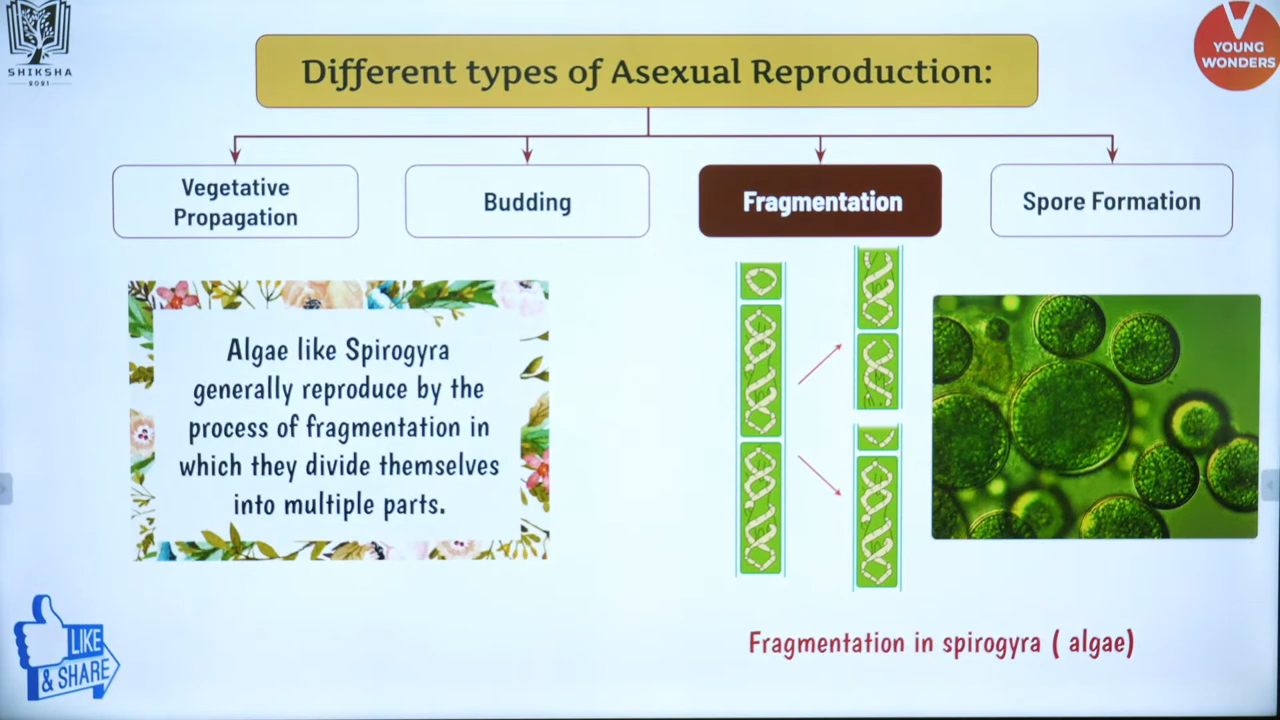 SHIKSHA
2021
YOUNG
WONDERS
Different types of Asexual Reproduction:
Vegetative
Propagation
Budding
Fragmentation
Spore Formation
Algae like Spirogyra
generally reproduce by the
process of fragmentation in
which they divide themselves
into multiple parts.
Fragmentation in spirogyra ( algae)
LIKE
& SHARE